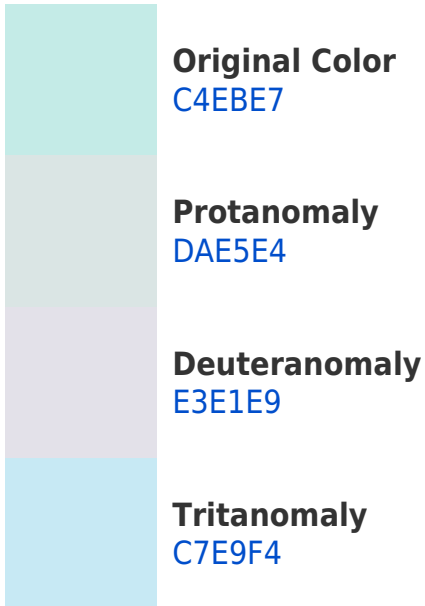 Original Color
C4EBE7
Protanomaly
DAE5E4
Deuteranomaly
E3E1E9
Tritanomaly
C7E9F4